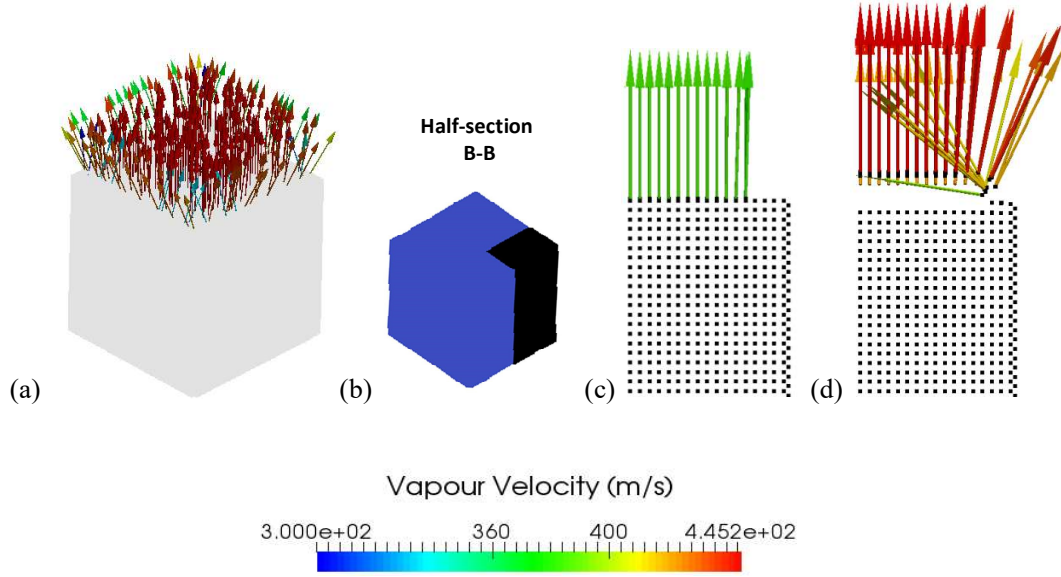 Half-section
B-B
(a)
(b)
(c)
(d)
Vapour Velocity (m/s)
3.000e+02 360 400 4.452e+02